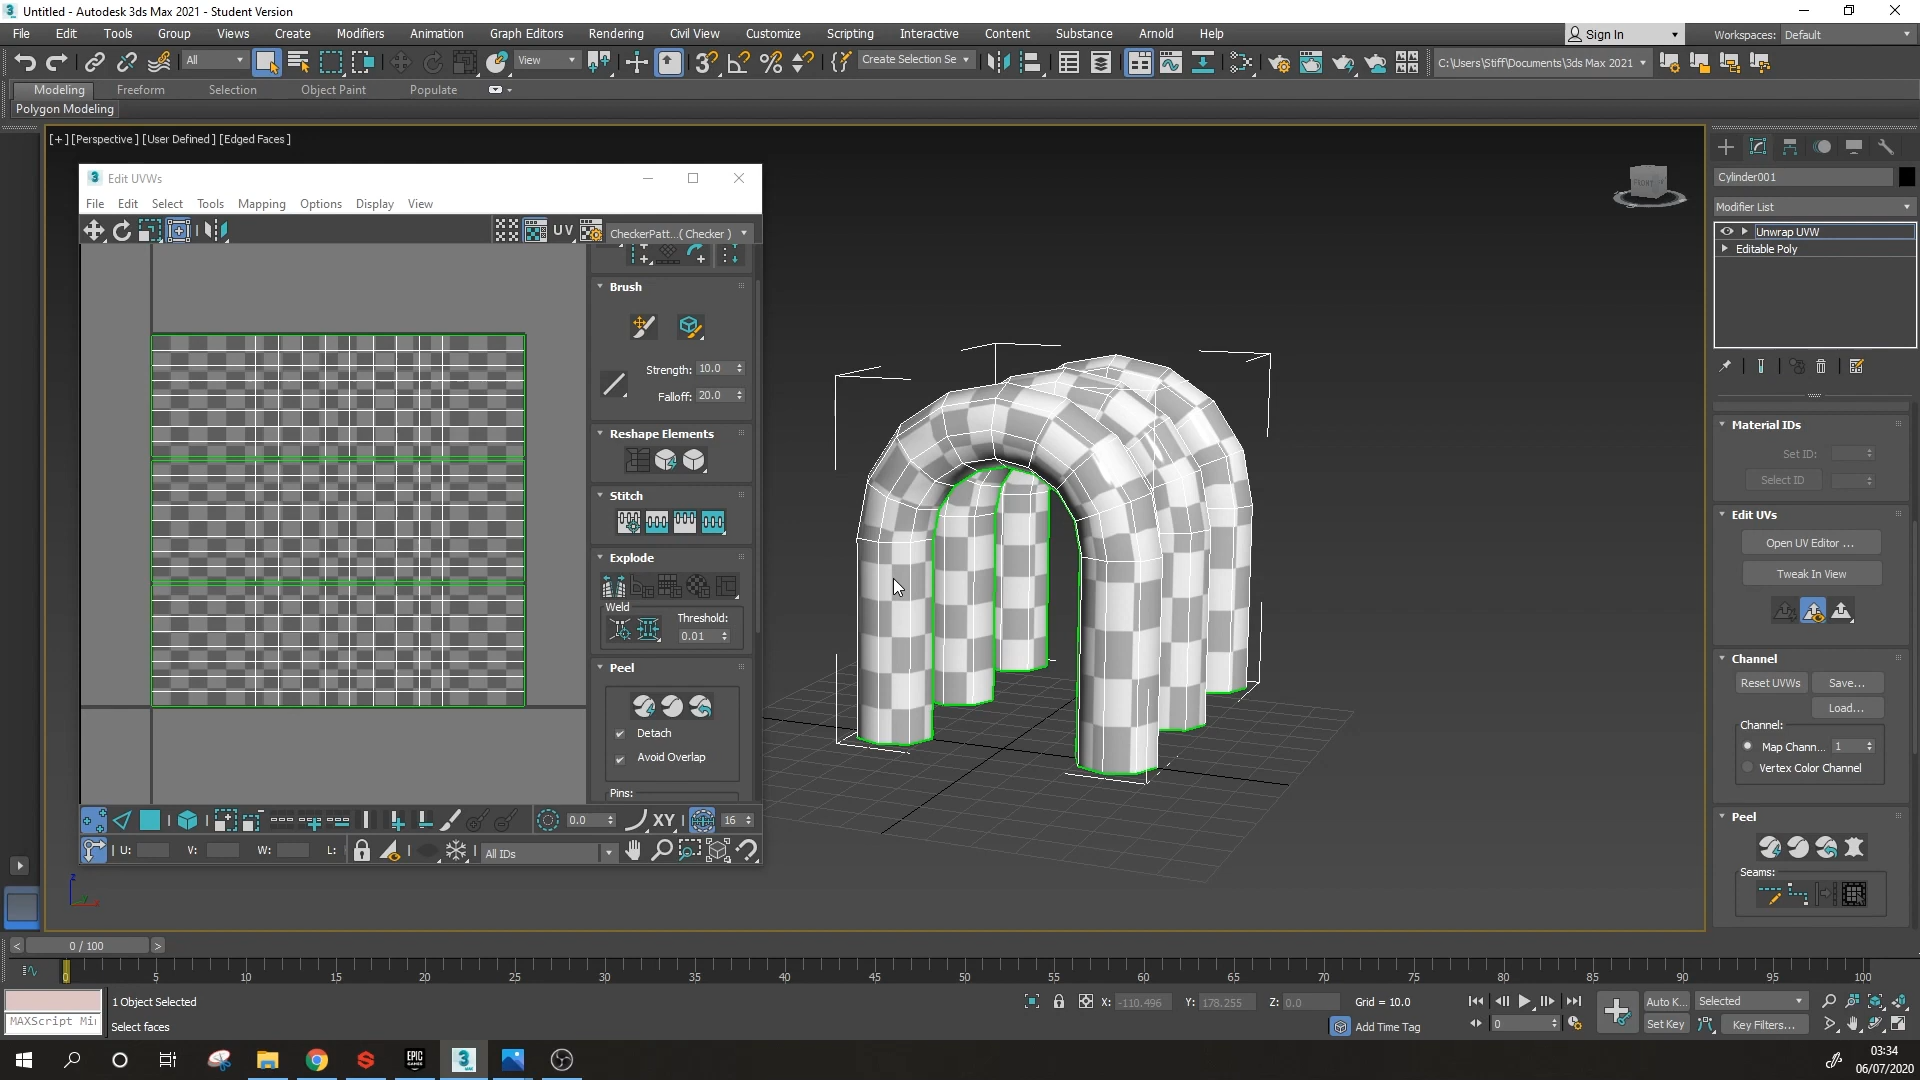 Untitled - Autodesk 3ds Max 2021 - Student Version
File Edit Tools Group Views Create Modifiers Animation Graph Editors Rendering Civil View Customize Scripting Interactive Content Substance Arnold Help
Sign In
Workspaces: Default
All
View
Create Selection Se
C:\Users\Stiff\Documents\3ds Max 2021
Modeling Freeform Selection Object Paint Populate
Polygon Modeling
[+] [Perspective] [User Defined] [Edged Faces]
Edit UVWs
File Edit Select Tools Mapping Options Display View
UV
CheckerPatt...( Checker )
Brush
Strength: 10.0
Falloff: 20.0
Reshape Elements
Stitch
Explode
Weld
Threshold:
0.01
Peel
Detach
Avoid Overlap
Pins:
0.0
XY
16
U: V: W: L:
All IDs
FRONT
Cylinder001
Modifier List
Unwrap UVW
Editable Poly
Material IDs
Set ID:
Select ID
Edit UVs
Open UV Editor ...
Tweak In View
Channel
Reset UVWs Save...
Load...
Channel:
Map Chann... 1
Vertex Color Channel
Peel
Seams:
z
< 0 / 100 >
0 5 10 15 20 25 30 35 40 45 50 55 60 65 70 75 80 85 90 95 100
MAXScript Mi
1 Object Selected
Select faces
X: -110.496 Y: 178.255 Z: 0.0 Grid = 10.0
Add Time Tag
0
Auto K... Selected
Set Key Key Filters...
EPIC
GAMES
3
03:34
06/07/2020